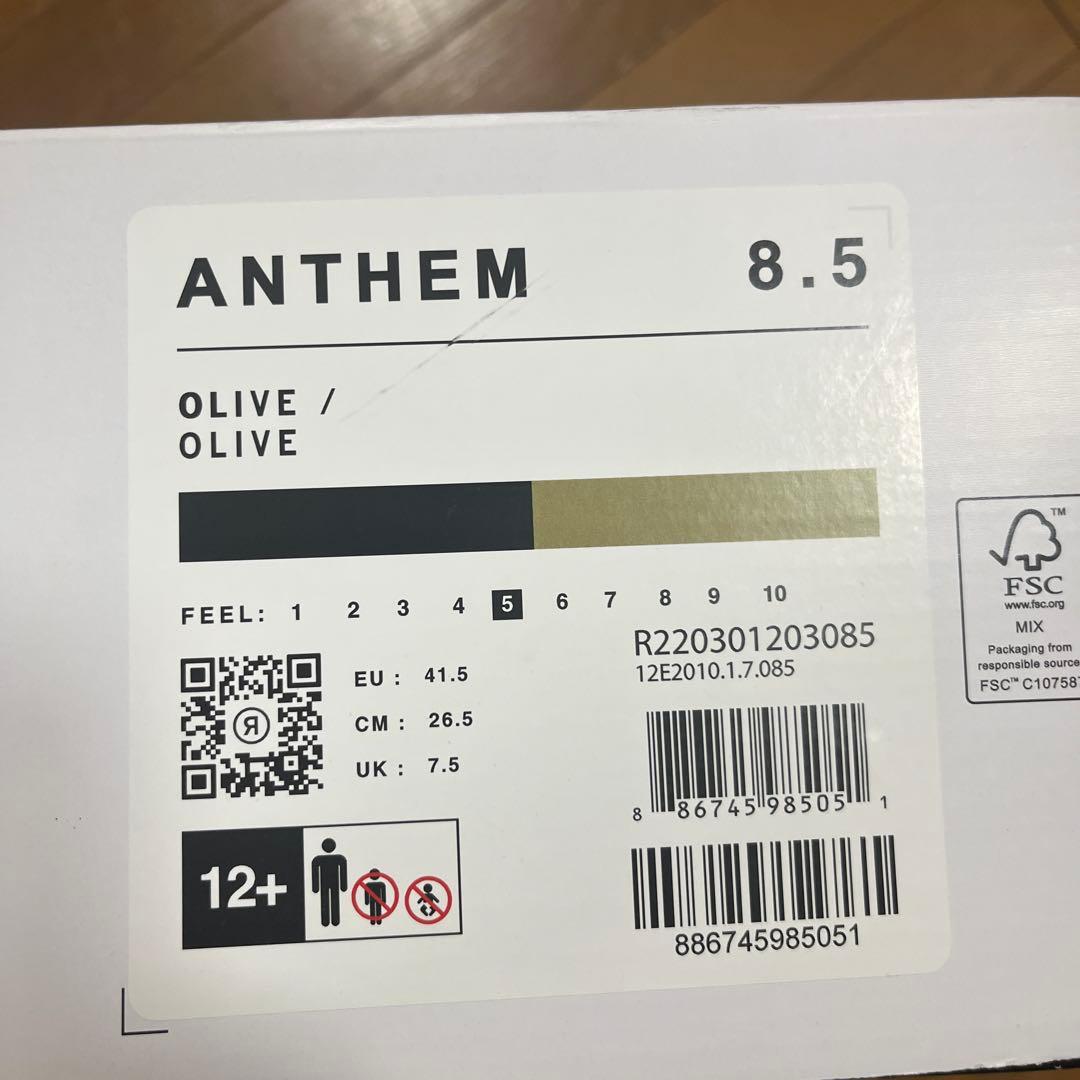 ANTHEM 8.5
OLIVE /
OLIVE
FEEL: 1 2 3 4 5 6 7 8 9 10
R220301203085
12E2010.1.7.085
EU : 41.5
CM : 26.5
UK : 7.5
8 86745 98505 1
12+
886745985051
TM
FSC
www.fsc.org
MIX
Packaging from
responsible source
FSC™ C107587